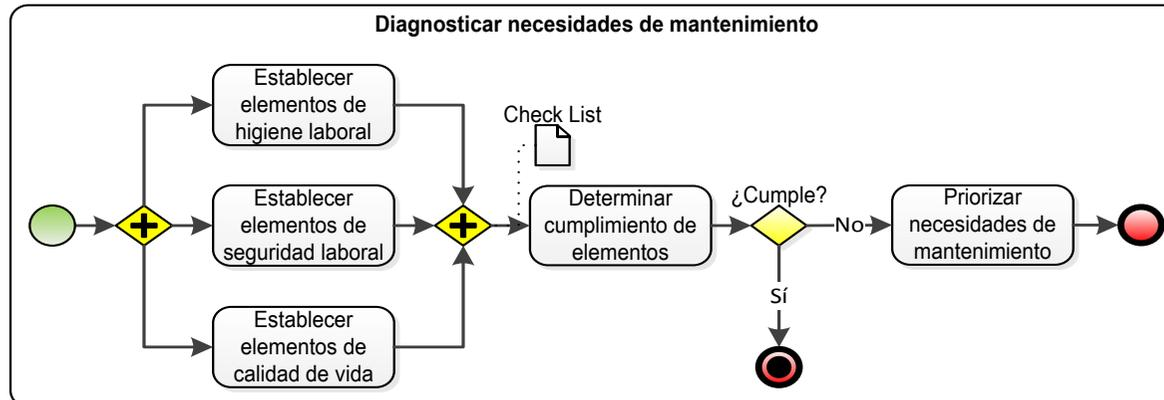 Diagnosticar necesidades de mantenimiento
Establecer
elementos de
higiene laboral
Check List
Establecer
elementos de
seguridad laboral
Determinar
cumplimiento de
elementos
¿Cumple?
No
Priorizar
necesidades de
mantenimiento
Sí
Establecer
elementos de
calidad de vida